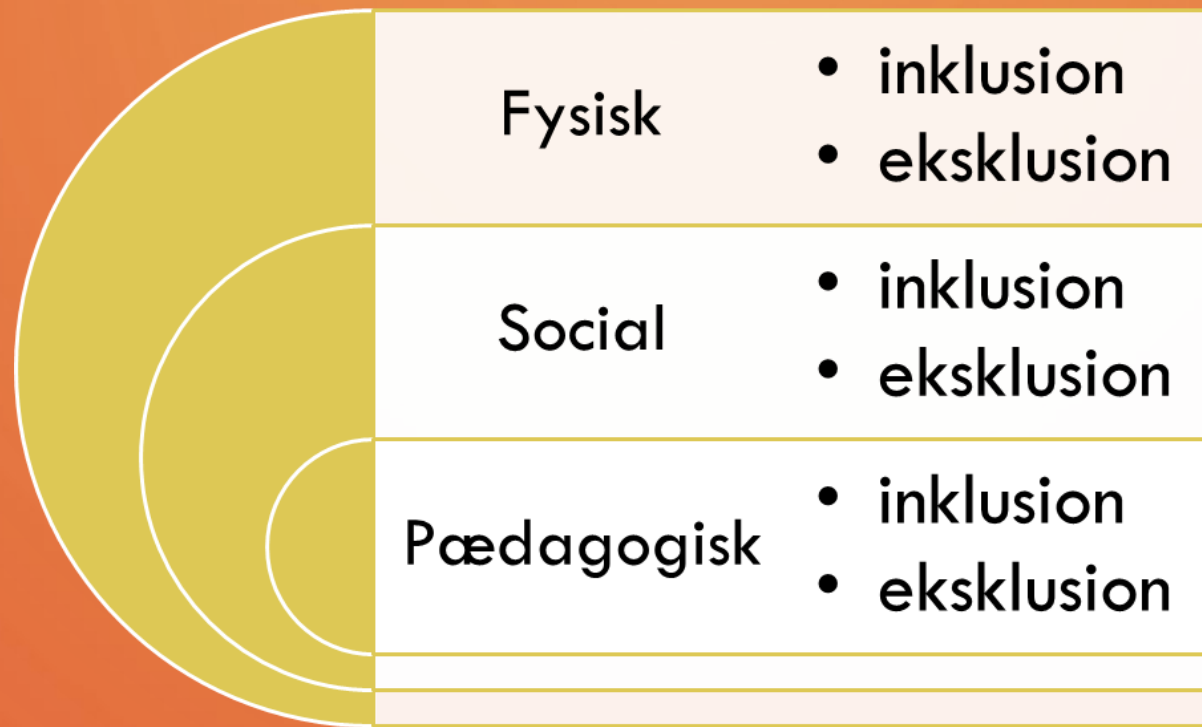 Fysisk
• inklusion
• eksklusion
Social
• inklusion
• eksklusion
Pædagogisk
• inklusion
• eksklusion